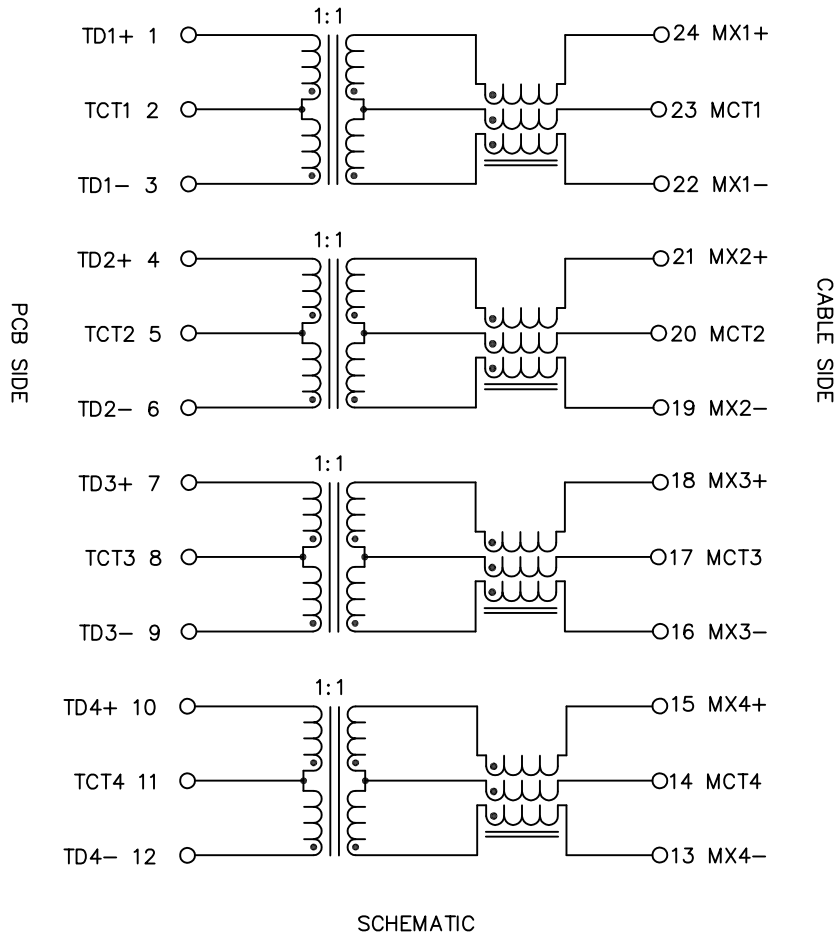 1:1
TD1+ 1
24 MX1+
TCT1 2
23 MCT1
TD1− 3
22 MX1−
1:1
TD2+ 4
21 MX2+
TCT2 5
20 MCT2
TD2− 6
19 MX2−
PCB SIDE
CABLE SIDE
1:1
TD3+ 7
18 MX3+
TCT3 8
17 MCT3
TD3− 9
16 MX3−
1:1
TD4+ 10
15 MX4+
TCT4 11
14 MCT4
TD4− 12
13 MX4−
SCHEMATIC